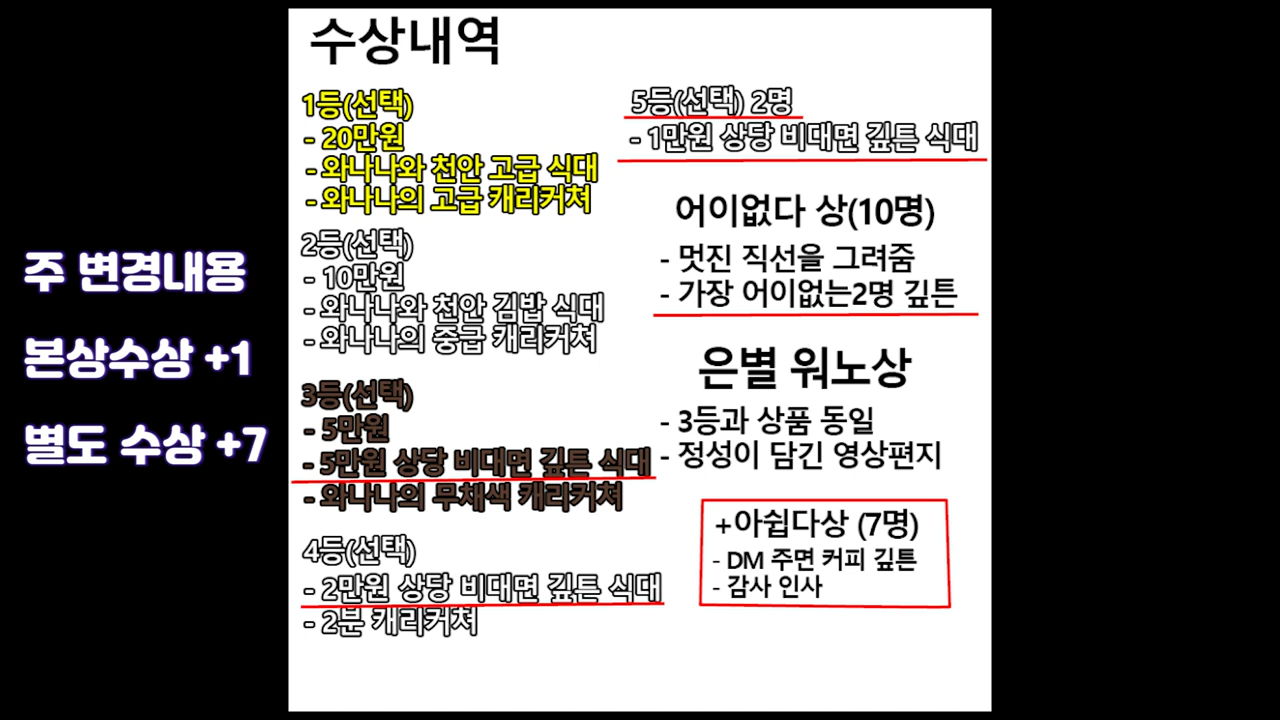 주 변경내용
본상수상 +1
별도 수상 +7
수상내역
1등(선택)
- 20만원
- 와나나와 천안 고급 식대
- 와나나의 고급 캐리커쳐
2등(선택)
- 10만원
- 와나나와 천안 김밥 식대
- 와나나의 중급 캐리커쳐
3등(선택)
- 5만원
- 5만원 상당 비대면 깊튼 식대
- 와나나의 무채색 캐리커쳐
4등(선택)
- 2만원 상당 비대면 깊튼 식대
- 2분 캐리커쳐
5등(선택) 2명
- 1만원 상당 비대면 깊튼 식대
어이없다 상(10명)
- 멋진 직선을 그려줌
- 가장 어이없는2명 깊튼
은별 워노상
- 3등과 상품 동일
- 정성이 담긴 영상편지
+아쉽다상 (7명)
- DM 주면 커피 깊튼
- 감사 인사